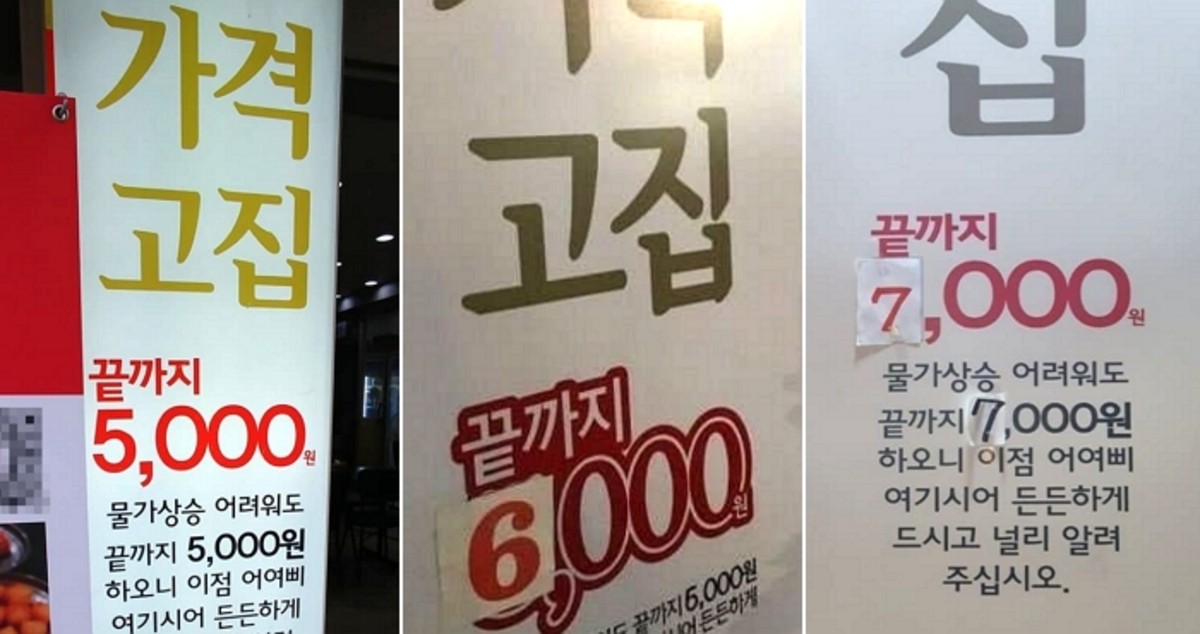 가격
고집
끝까지
5,000원
물가상승 어려워도
끝까지 5,000원
하오니 이점 어여삐
여기시어 든든하게
고집
끝까지
6,000원
끝까지 5,000원
든든하게
집
끝까지
7,000원
물가상승 어려워도
끝까지 7,000원
하오니 이점 어여삐
여기시어 든든하게
드시고 널리 알려
주십시오.